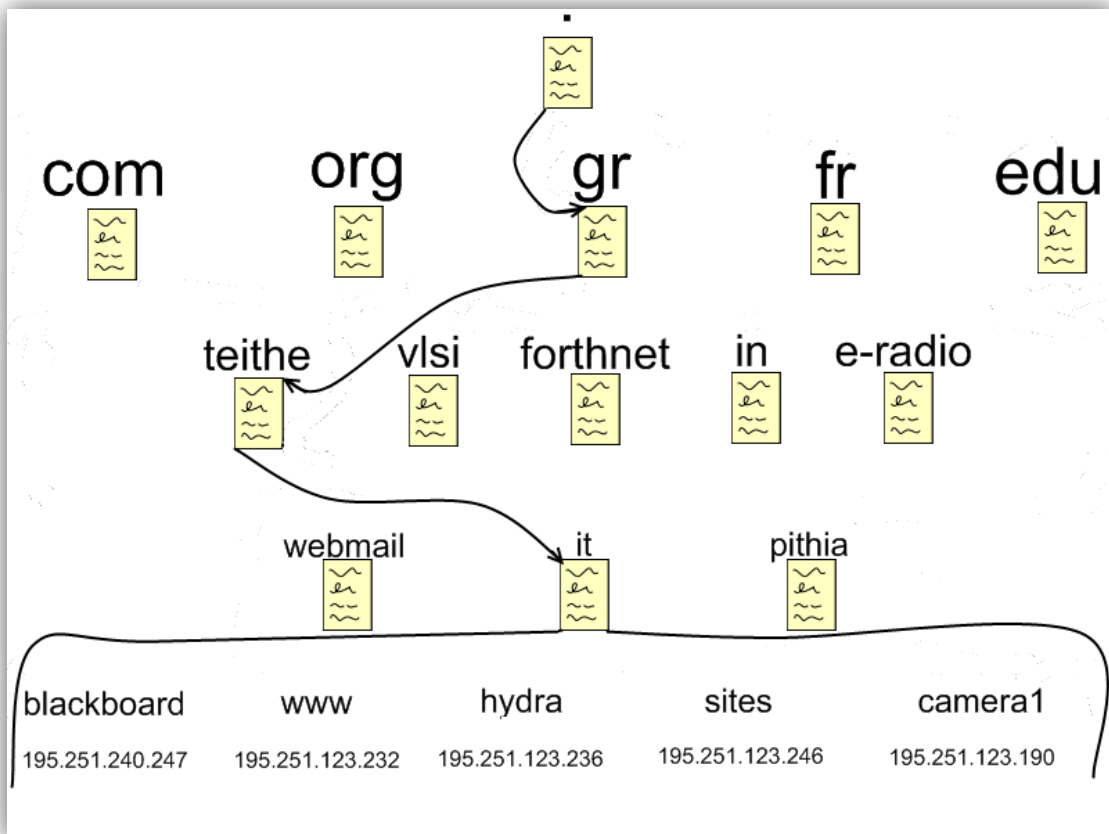 .
com org gr fr edu
teithe vlsi forthnet in e-radio
webmail it pithia
blackboard www hydra sites camera1
195.251.240.247 195.251.123.232 195.251.123.236 195.251.123.246 195.251.123.190